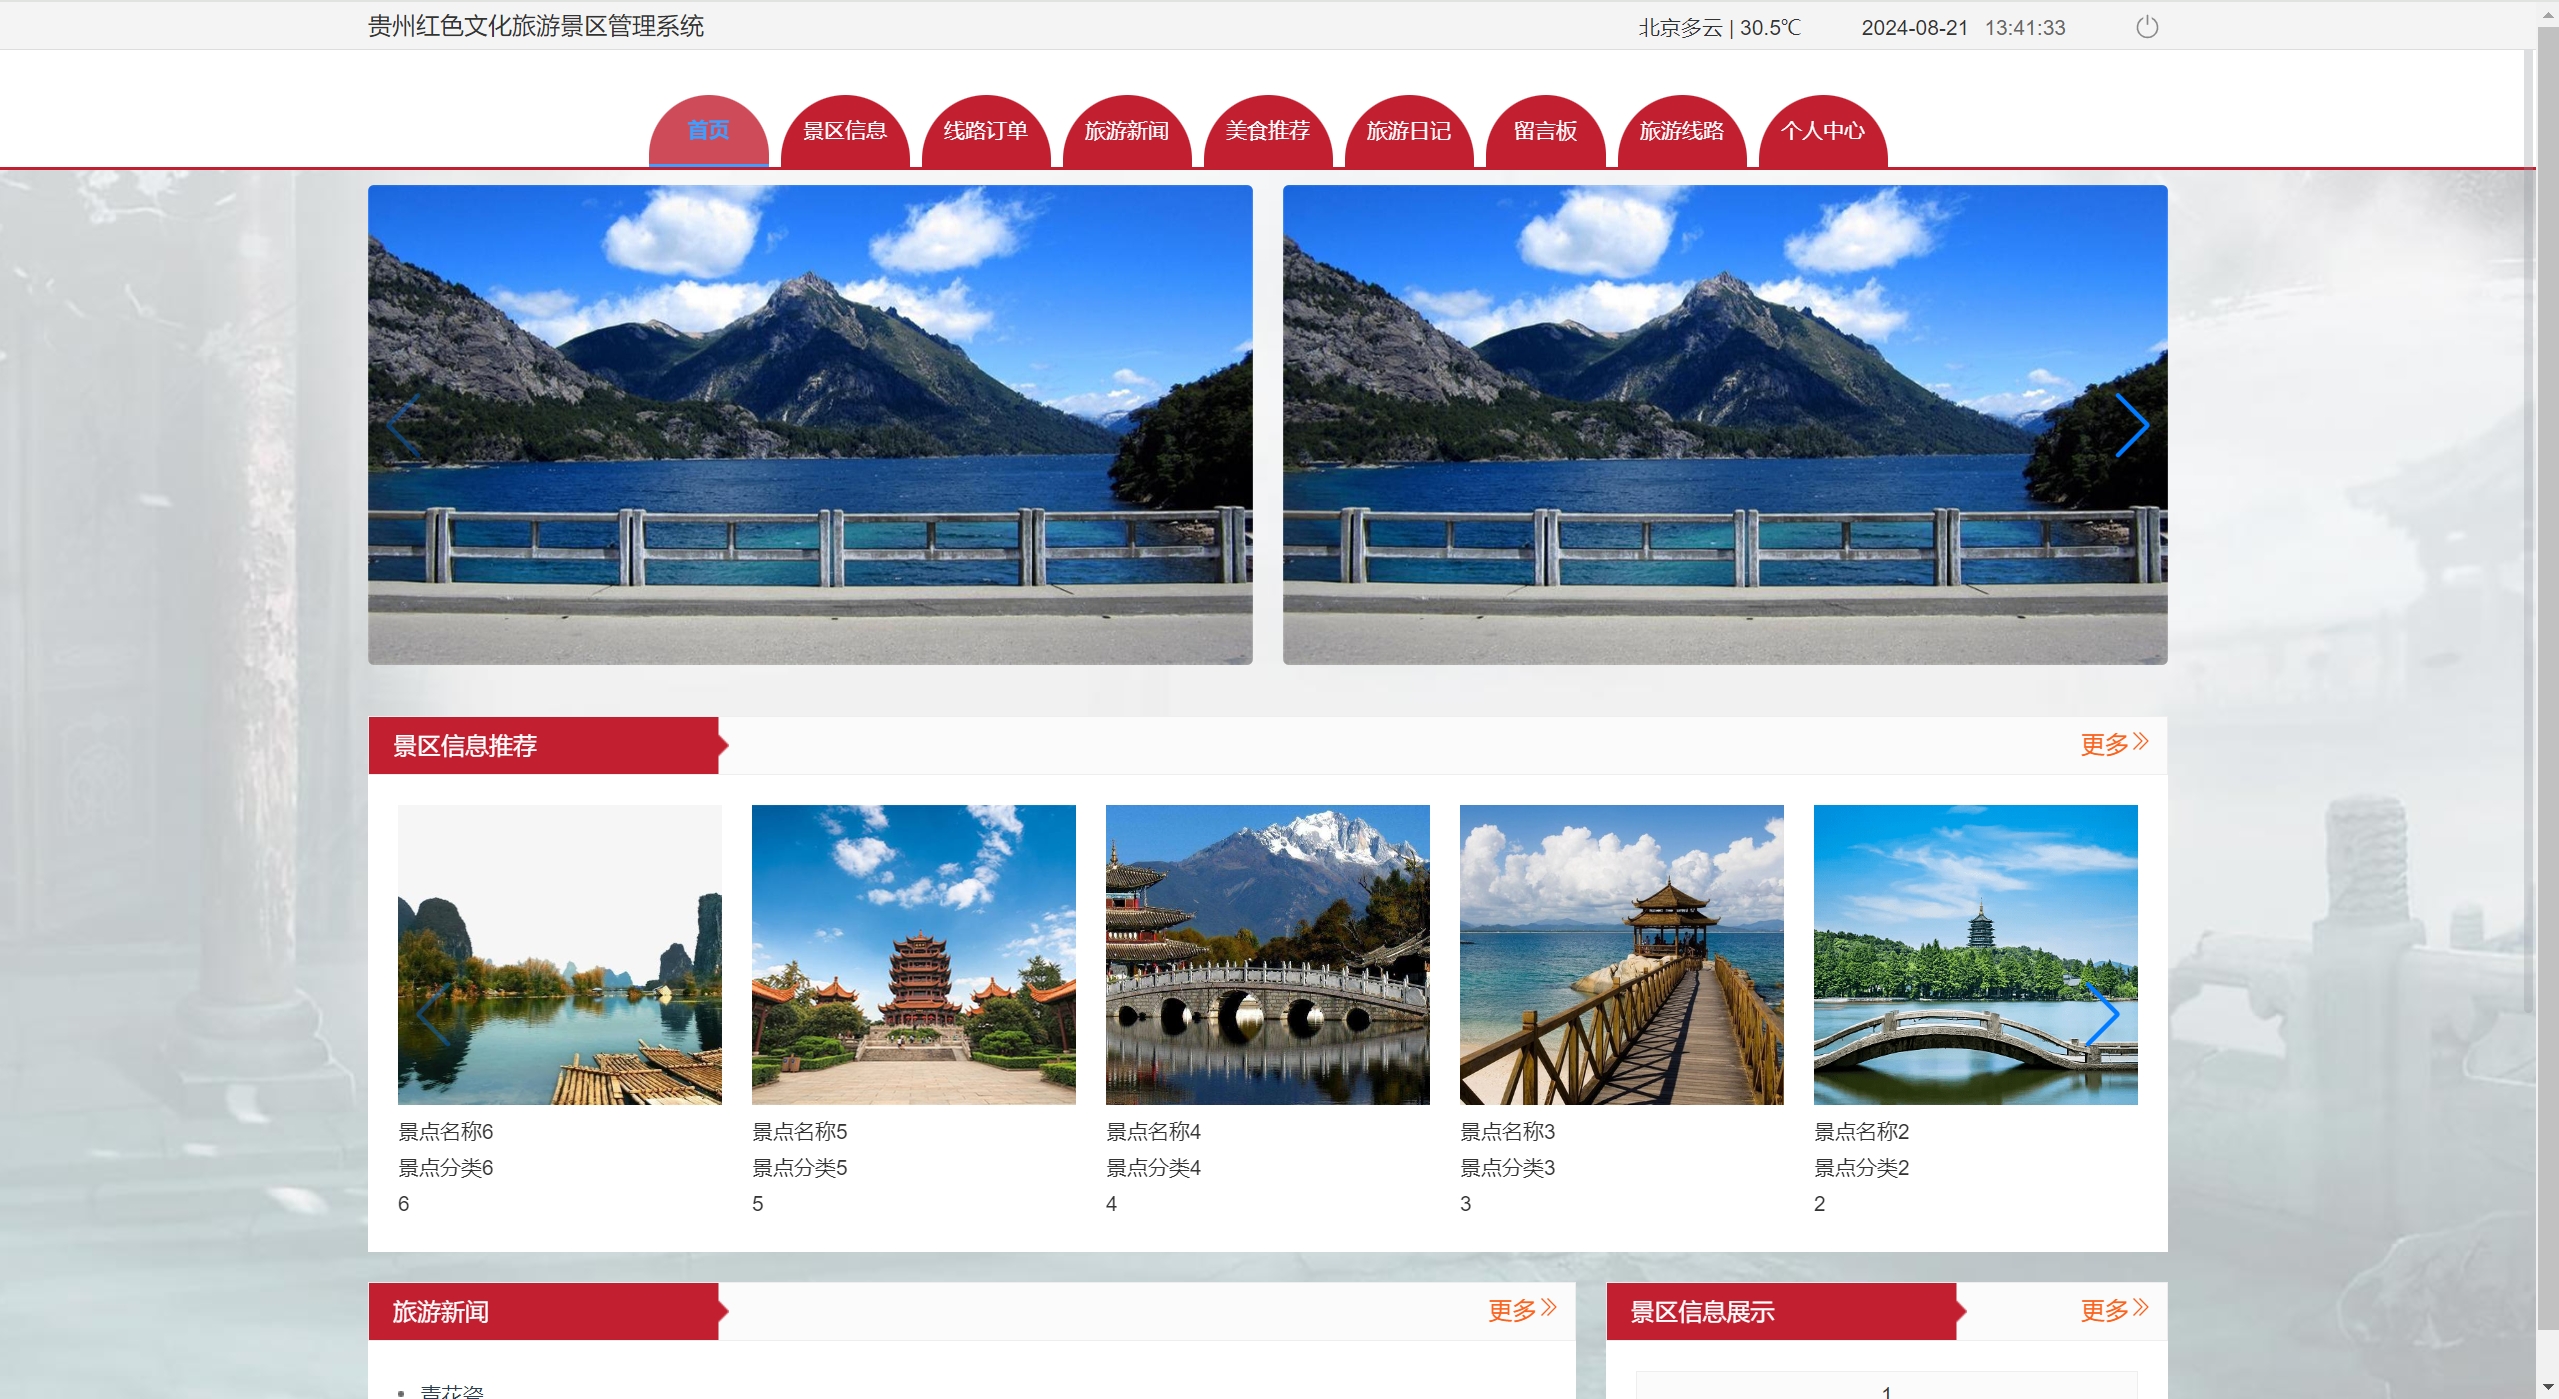 贵州红色文化旅游景区管理系统
北京多云 | 30.5℃ 2024-08-21 13:41:33
首页 景区信息 线路订单 旅游新闻 美食推荐 旅游日记 留言板 旅游线路 个人中心
景区信息推荐 更多
景点名称6
景点分类6
6
景点名称5
景点分类5
5
景点名称4
景点分类4
4
景点名称3
景点分类3
3
景点名称2
景点分类2
2
旅游新闻 更多
青花瓷
景区信息展示 更多
1